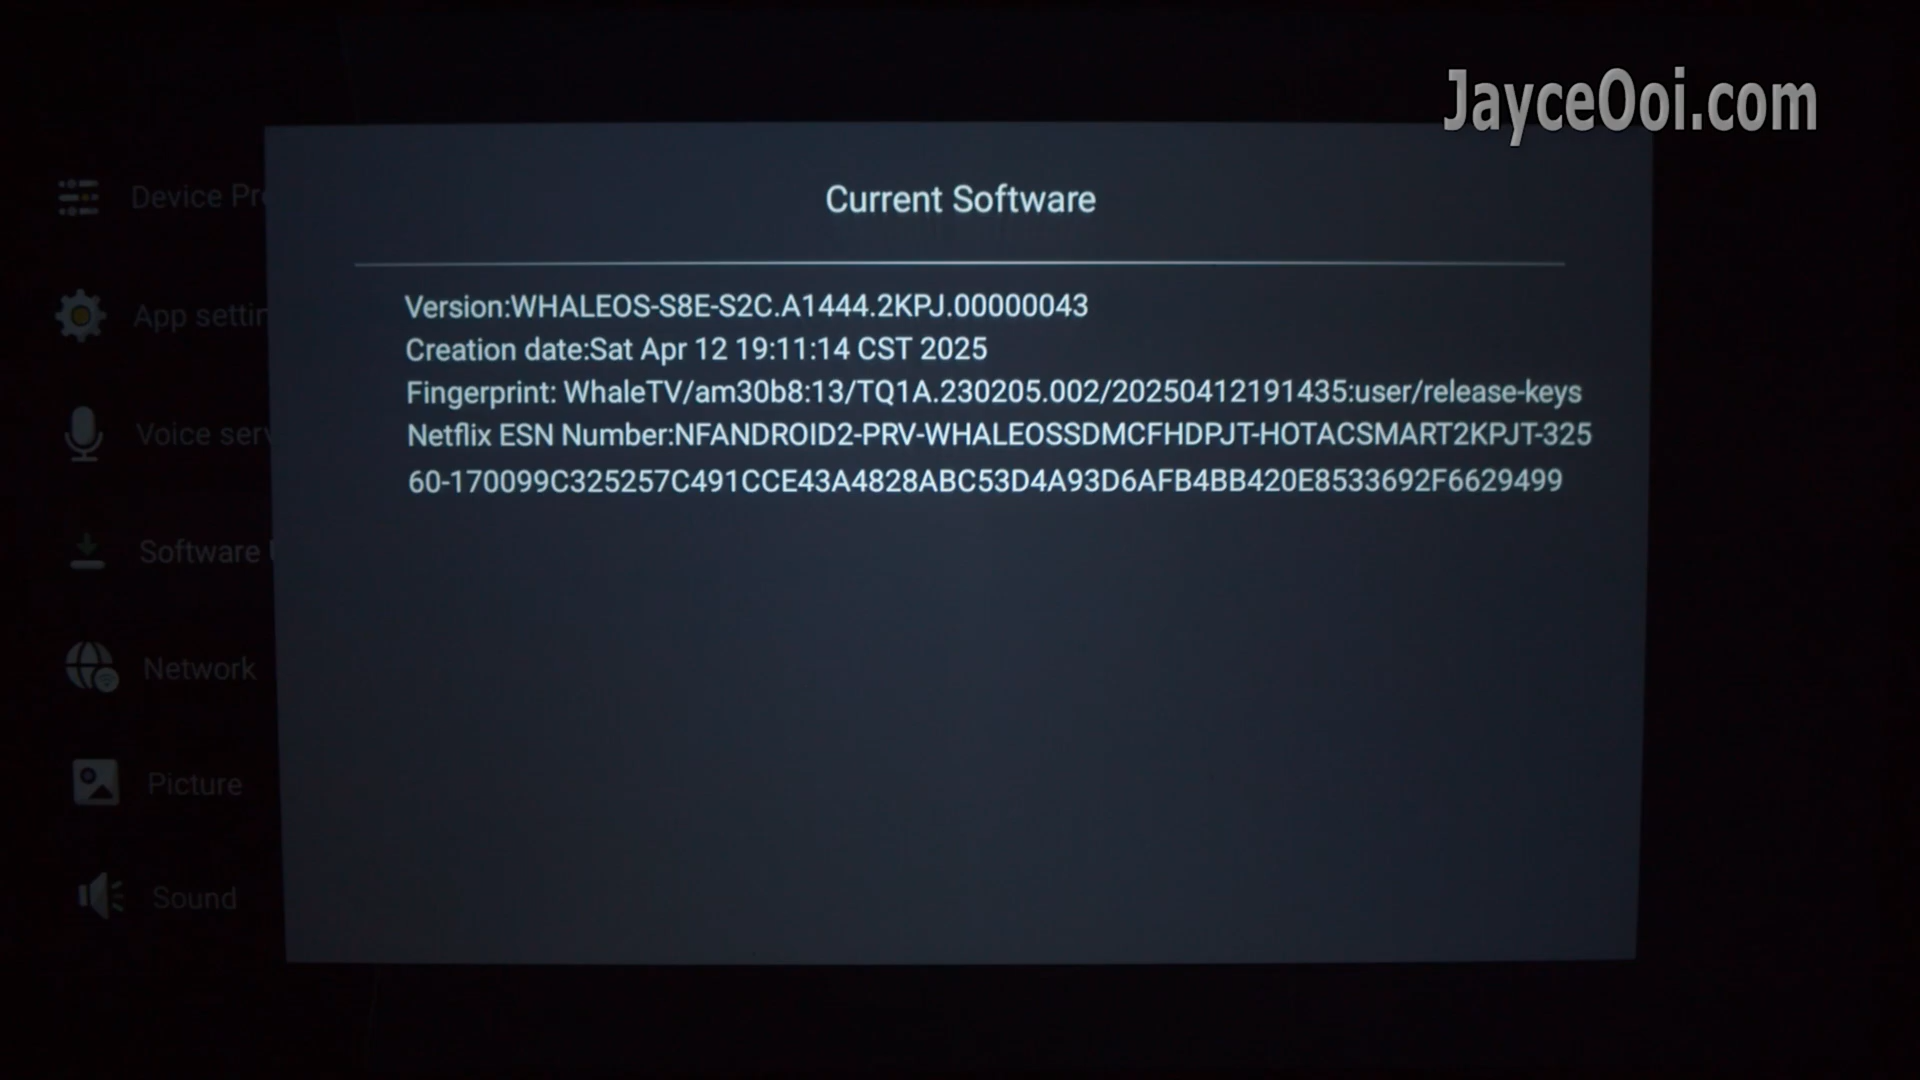 JayceOoi.com
Current Software
Device Pr
App settin
Voice serv
Software
Network
Picture
Sound
Version:WHALEOS-S8E-S2C.A1444.2KPJ.00000043
Creation date:Sat Apr 12 19:11:14 CST 2025
Fingerprint: WhaleTV/am30b8:13/TQ1A.230205.002/20250412191435:user/release-keys
Netflix ESN Number:NFANDROID2-PRV-WHALEOSSDMCFHDPJT-HOTACSMART2KPJT-325
60-170099C325257C491CCE43A4828ABC53D4A93D6AFB4BB420E8533692F6629499